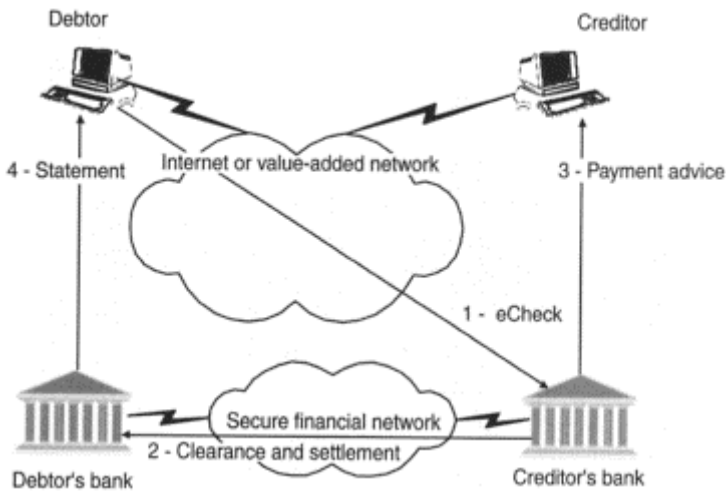 Debtor
Creditor
4 - Statement
Internet or value-added network
3 - Payment advice
1 - eCheck
Secure financial network
2 - Clearance and settlement
Debtor's bank
Creditor's bank